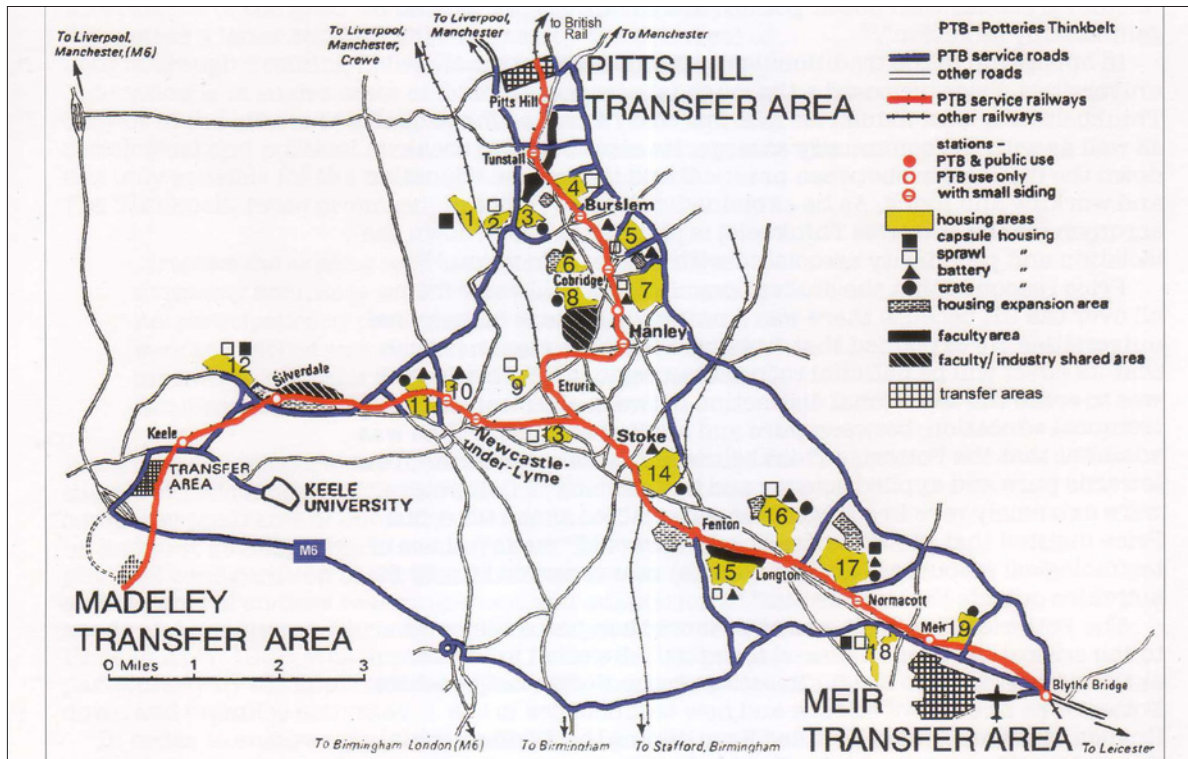 To Liverpool,
Manchester,(M6)
To Liverpool,
Manchester,
Crewe
To Liverpool,
Manchester
to British
Rail
To Manchester
PITTS HILL
TRANSFER AREA
Pitts Hill
Tunstall
4
Burslem
1
2
3
5
6
Cobridge
7
8
Hanley
12
Silverdale
9
Etruria
10
11
Keele
Newcastle-
under-Lyme
13
Stoke
TRANSFER
AREA
KEELE
UNIVERSITY
14
M6
Fenton
16
15
Longton
17
Normacott
MADELEY
TRANSFER AREA
0 Miles
1
2
3
18
Meir
19
Blythe Bridge
MEIR
TRANSFER AREA
To Birmingham London (M6)
To Birmingham
To Stafford, Birmingham
To Leicester
PTB = Potteries Thinkbelt
PTB service roads
other roads
PTB service railways
other railways
stations –
PTB & public use
PTB use only
with small siding
housing areas
capsule housing
sprawl "
battery "
crate "
housing expansion area
faculty area
faculty/industry shared area
transfer areas